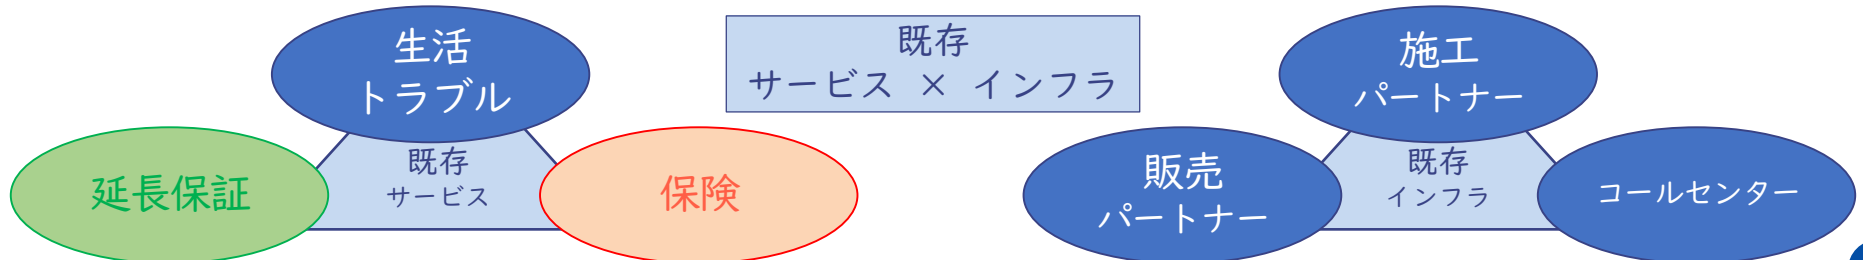 生活
トラブル
既存
サービス × インフラ
施工
パートナー
延長保証
既存
サービス
保険
販売
パートナー
既存
インフラ
コールセンター